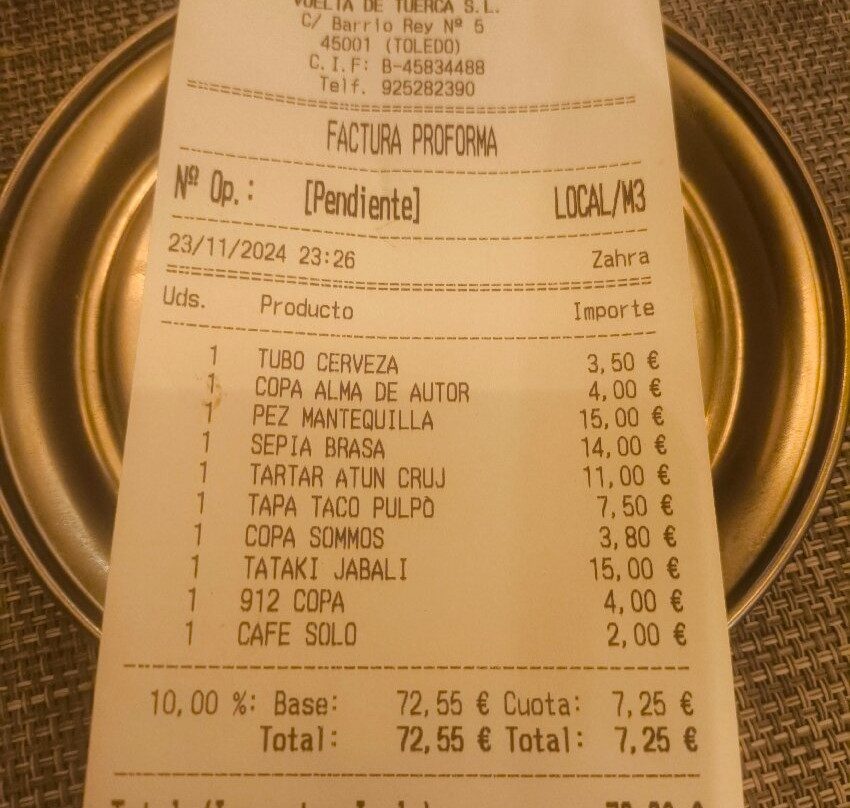 VUELTA DE TUERCA S.L.
C/ Barrio Rey Nº 5
45001 (TOLEDO)
C.I.F: B-45834488
Telf. 925282390
FACTURA PROFORMA
Nº Op.: [Pendiente] LOCAL/M3
23/11/2024 23:26 Zahra
Uds. Producto Importe
1 TUBO CERVEZA 3,50 €
1 COPA ALMA DE AUTOR 4,00 €
1 PEZ MANTEQUILLA 15,00 €
1 SEPIA BRASA 14,00 €
1 TARTAR ATUN CRUJ 11,00 €
1 TAPA TACO PULPO 7,50 €
1 COPA SOMMOS 3,80 €
1 TATAKI JABALI 15,00 €
1 912 COPA 4,00 €
1 CAFE SOLO 2,00 €
10,00 %: Base: 72,55 € Cuota: 7,25 €
Total: 72,55 € Total: 7,25 €